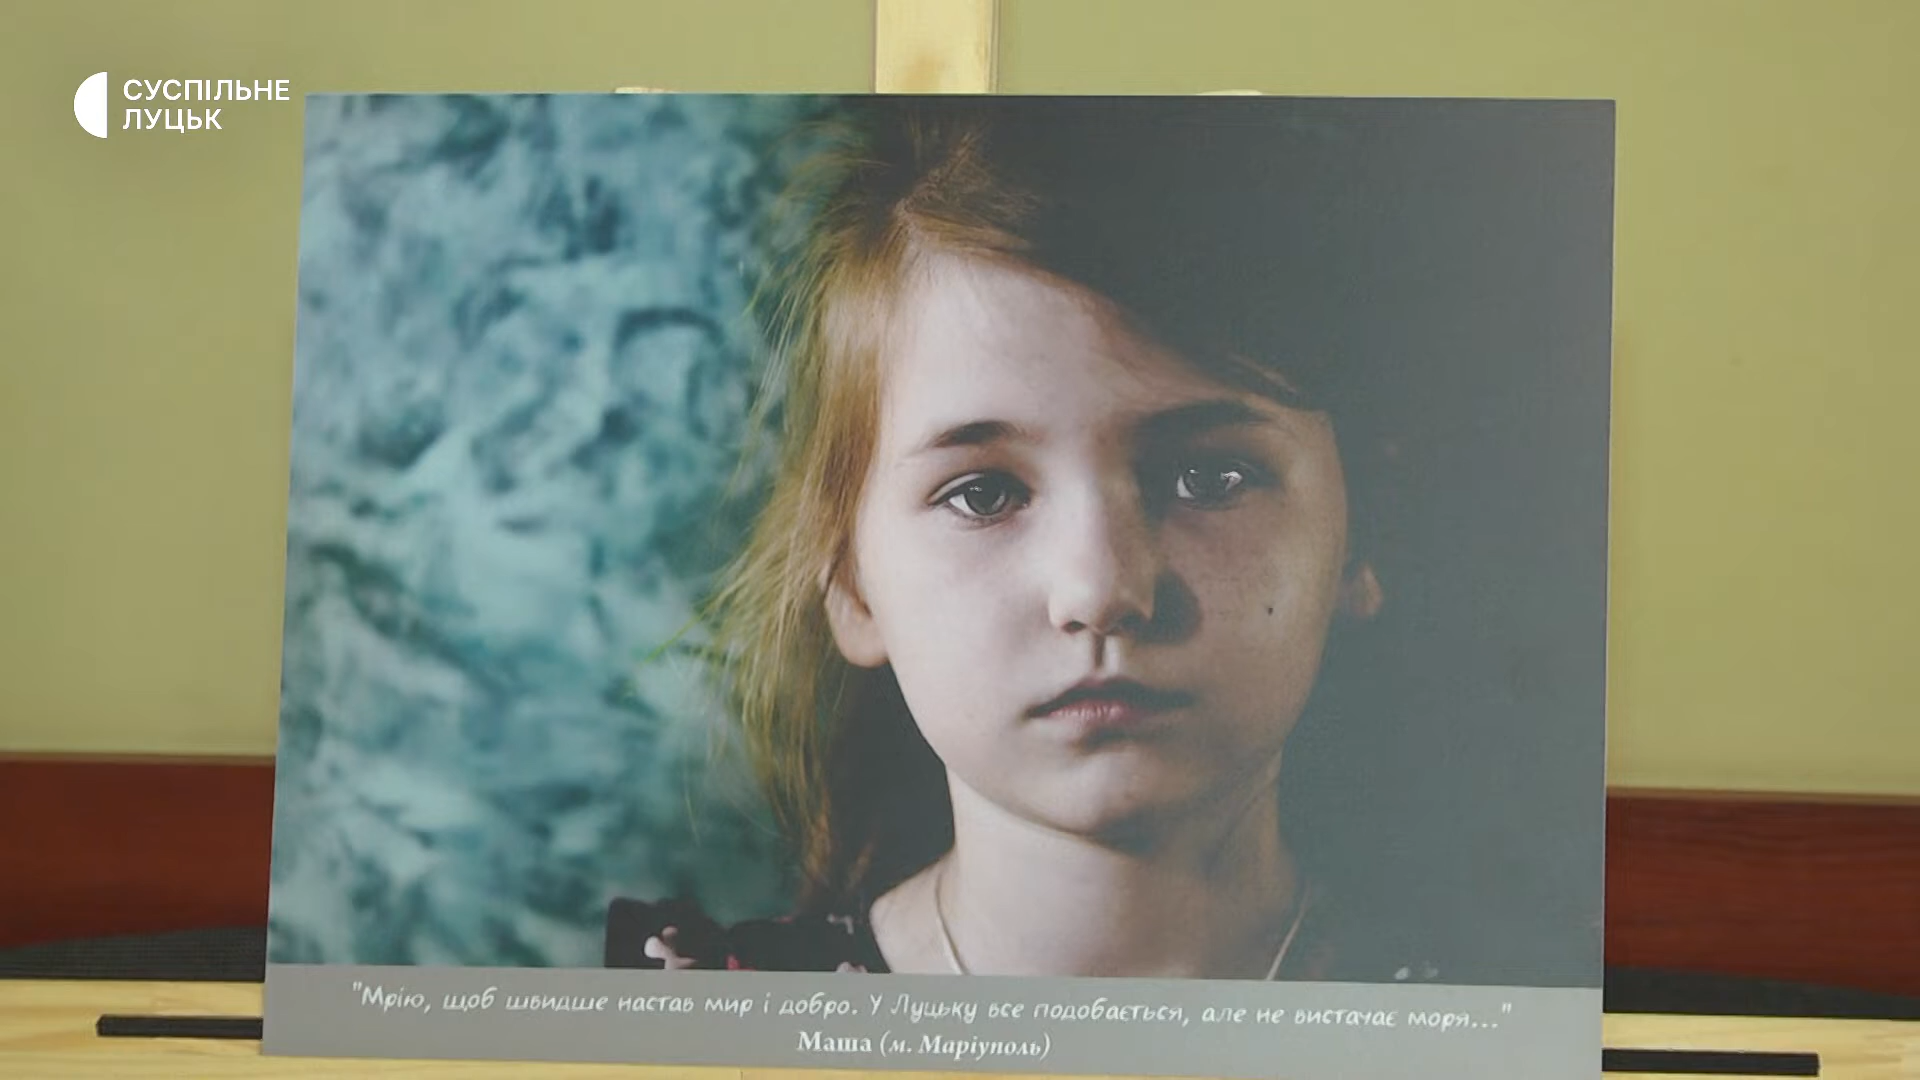 СУСПІЛЬНЕ
ЛУЦЬК
"Мрію, щоб швидше настав мир і добро. У Луцьку все подобається, але не вистачає моря..."
Маша (м. Маріуполь)